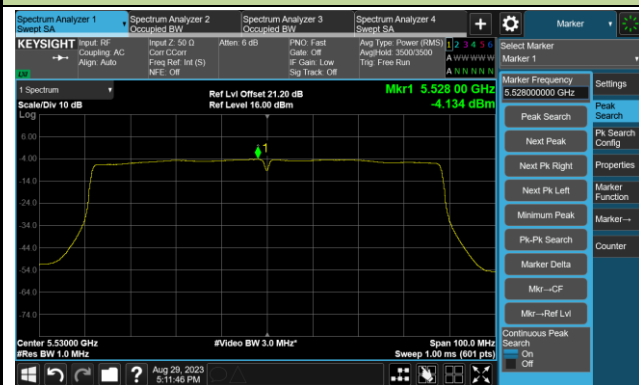 Spectrum Analyzer 1
Swept SA
Spectrum Analyzer 2
Occupied BW
Spectrum Analyzer 3
Occupied BW
Spectrum Analyzer 4
Swept SA
+
Marker
KEYSIGHT
Input: RF
Coupling: AC
Align: Auto
Input Z: 50 Ω
Corr CCorr
Freq Ref: Int (S)
NFE: Off
Atten: 6 dB
PNO: Fast
Gate: Off
IF Gain: Low
Sig Track: Off
Avg Type: Power (RMS)
Avg|Hold: 3500/3500
Trig: Free Run
1 2 3 4 5 6
A W W W W W
A N N N N N
Select Marker
Marker 1
1 Spectrum
Scale/Div 10 dB
Log
Ref Lvl Offset 21.20 dB
Ref Level 16.00 dBm
Mkr1 5.528 00 GHz
-4.134 dBm
6.00
-4.00
-14.0
-24.0
-34.0
-44.0
-54.0
-64.0
-74.0
1
Center 5.53000 GHz
#Res BW 1.0 MHz
#Video BW 3.0 MHz*
Span 100.0 MHz
Sweep 1.00 ms (601 pts)
Marker Frequency
5.528000000 GHz
Peak Search
Next Peak
Next Pk Right
Next Pk Left
Minimum Peak
Pk-Pk Search
Marker Delta
Mkr→CF
Mkr→Ref Lvl
Continuous Peak
Search
On
Off
Settings
Peak
Search
Pk Search
Config
Properties
Marker
Function
Marker→
Counter
?
Aug 29, 2023
5:11:46 PM